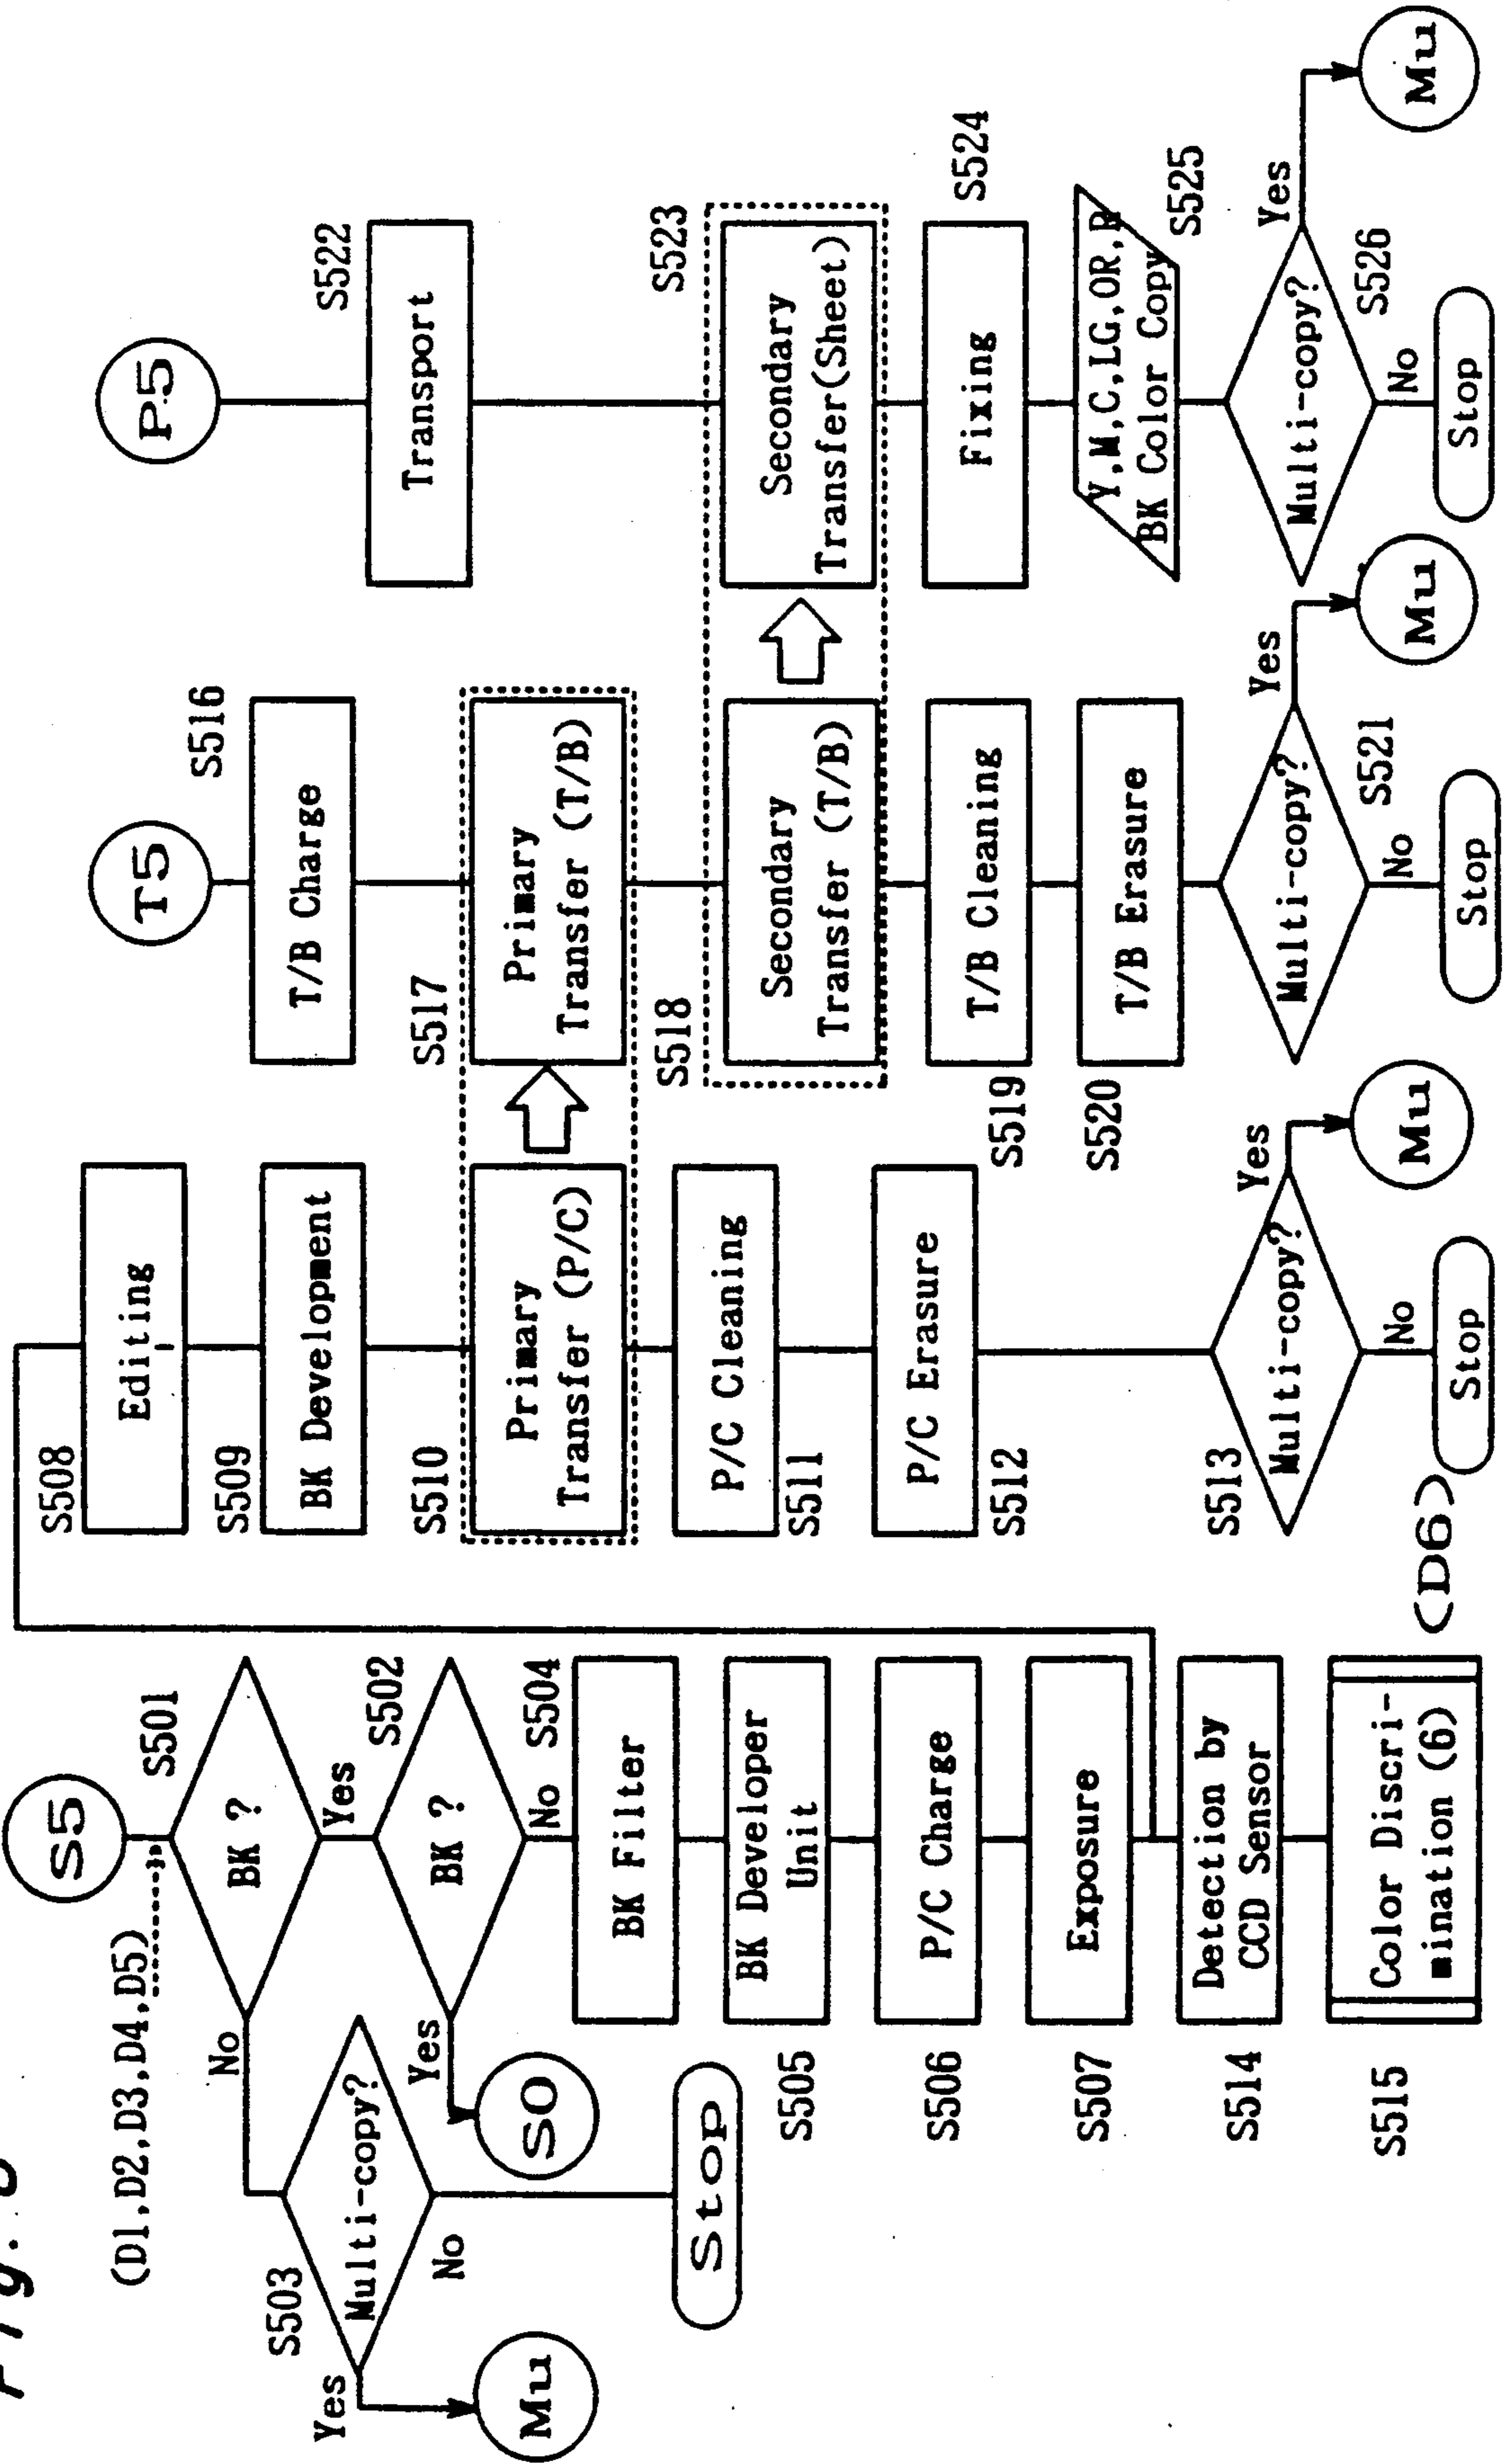 (D1,D2,D3,D4,D5)
S5
S501
BK ?
No
Yes
S503
Multi-copy?
Yes
No
Mu
Stop
S502
BK ?
Yes
No
S0
S504
BK Filter
S505
BK Developer
Unit
S506
P/C Charge
S507
Exposure
S514
Detection by
CCD Sensor
S515
Color Discri-
mination (6)
(D6)
S508
Editing
S509
BK Development
S510
Primary
Transfer (P/C)
S511
P/C Cleaning
S512
P/C Erasure
S513
Multi-copy?
Yes
No
Mu
Stop
T5
S516
T/B Charge
S517
Primary
Transfer (T/B)
S518
Secondary
Transfer (T/B)
S519
T/B Cleaning
S520
T/B Erasure
Multi-copy?
S521
Yes
No
Mu
Stop
P5
S522
Transport
S523
Secondary
Transfer(Sheet)
S524
Fixing
Y,M,C,LG,OR,R
BK Color Copy
S525
Multi-copy?
S526
Yes
No
Mu
Stop